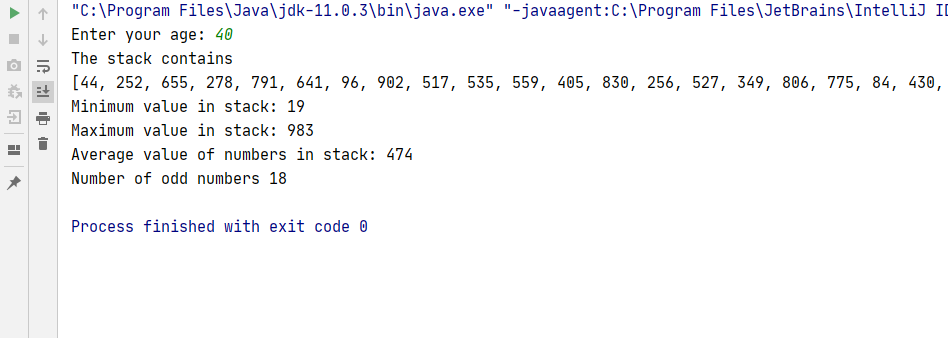 "C:\Program Files\Java\jdk-11.0.3\bin\java.exe" "-javaagent:C:\Program Files\JetBrains\IntelliJ
Enter your age: 40
The stack contains
[44, 252, 655, 278, 791, 641, 96, 902, 517, 535, 559, 405, 830, 256, 527, 349, 806, 775, 84, 430,
Minimum value in stack: 19
Maximum value in stack: 983
Average value of numbers in stack: 474
Number of odd numbers 18
Process finished with exit code 0